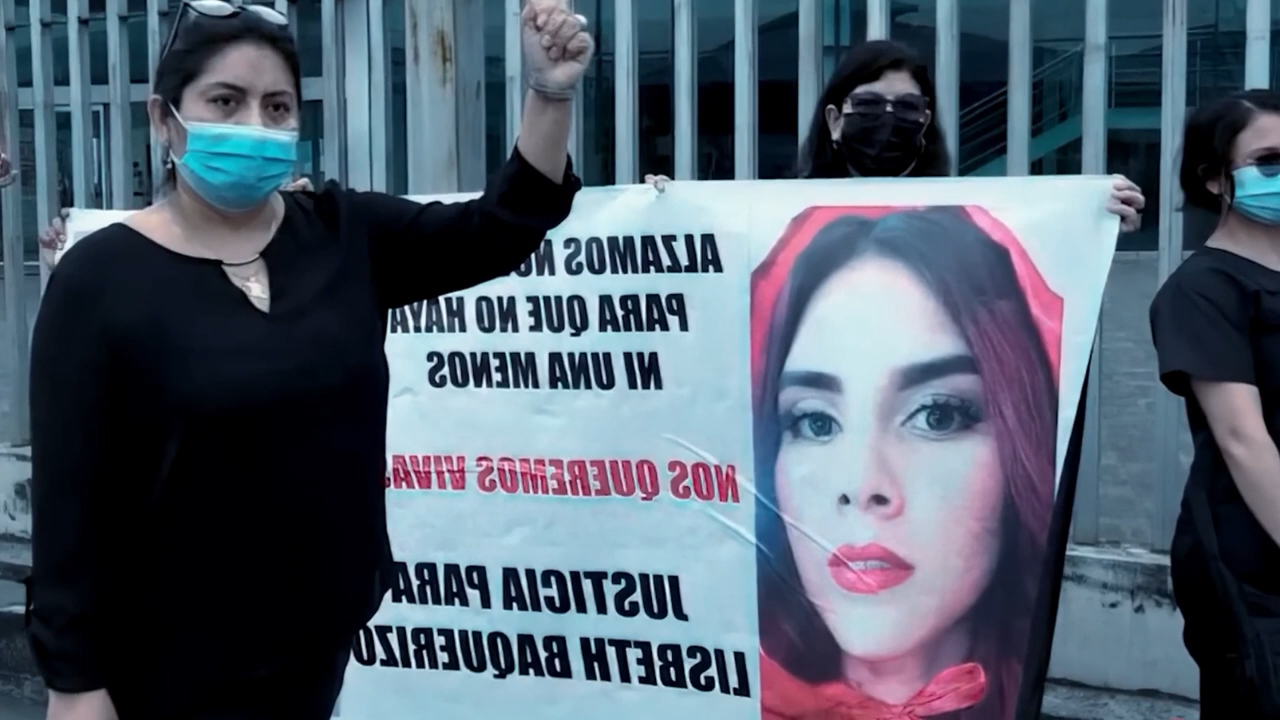 ALZAMOS
PARA QUE NO HAYA
NI UNA MENOS
NOS QUEREMOS VIVAS
JUSTICIA PARA
LISBETH BAQUERIZO